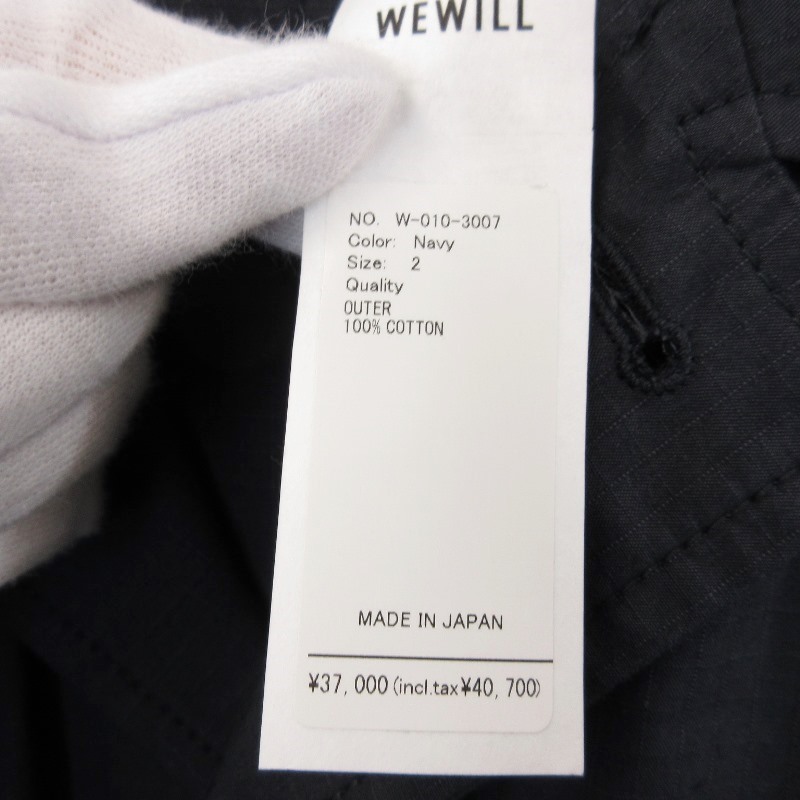 WEWILL
NO. W-010-3007
Color: Navy
Size: 2
Quality
OUTER
100% COTTON
MADE IN JAPAN
¥37,000(incl.tax¥40,700)